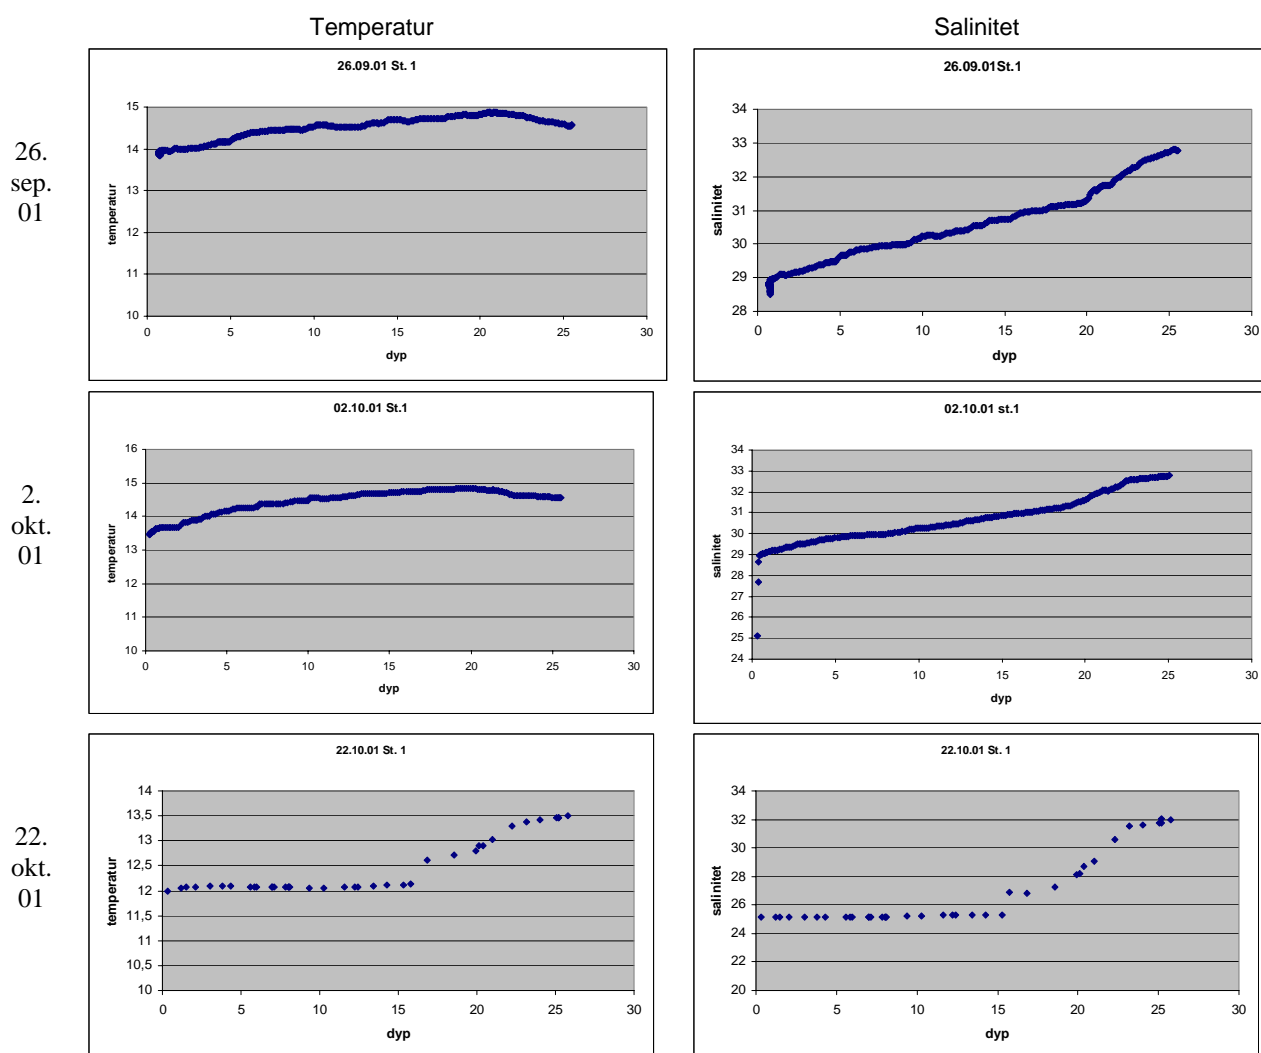 Temperatur
Salinitet
26.
sep.
01
26.09.01 St. 1
temperatur
15
14
13
12
11
10
0 5 10 15 20 25 30
dyp
26.09.01St.1
salinitet
34
33
32
31
30
29
28
0 5 10 15 20 25 30
dyp
2.
okt.
01
02.10.01 St.1
temperatur
16
15
14
13
12
11
10
0 5 10 15 20 25 30
dyp
02.10.01 st.1
salinitet
34
33
32
31
30
29
28
27
26
25
24
0 5 10 15 20 25 30
dyp
22.
okt.
01
22.10.01 St. 1
temperatur
14
13,5
13
12,5
12
11,5
11
10,5
10
0 5 10 15 20 25 30
dyp
22.10.01 St. 1
salinitet
34
32
30
28
26
24
22
20
0 5 10 15 20 25 30
dyp